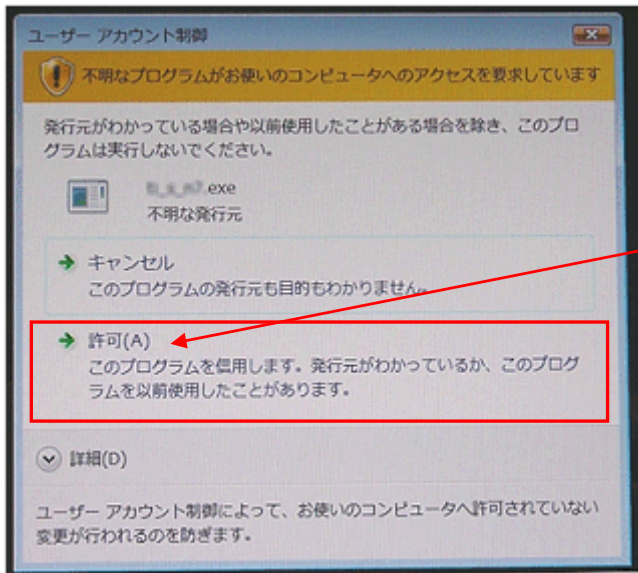 ユーザー アカウント制御
不明なプログラムがお使いのコンピュータへのアクセスを要求しています
発行元がわかっている場合や以前使用したことがある場合を除き、このプロ
グラムは実行しないでください。
.exe
不明な発行元
キャンセル
このプログラムの発行元も目的もわかりません。
許可(A)
このプログラムを信用します。発行元がわかっているか、このプログ
ラムを以前使用したことがあります。
詳細(D)
ユーザー アカウント制御によって、お使いのコンピュータへ許可されていない
変更が行われるのを防ぎます。